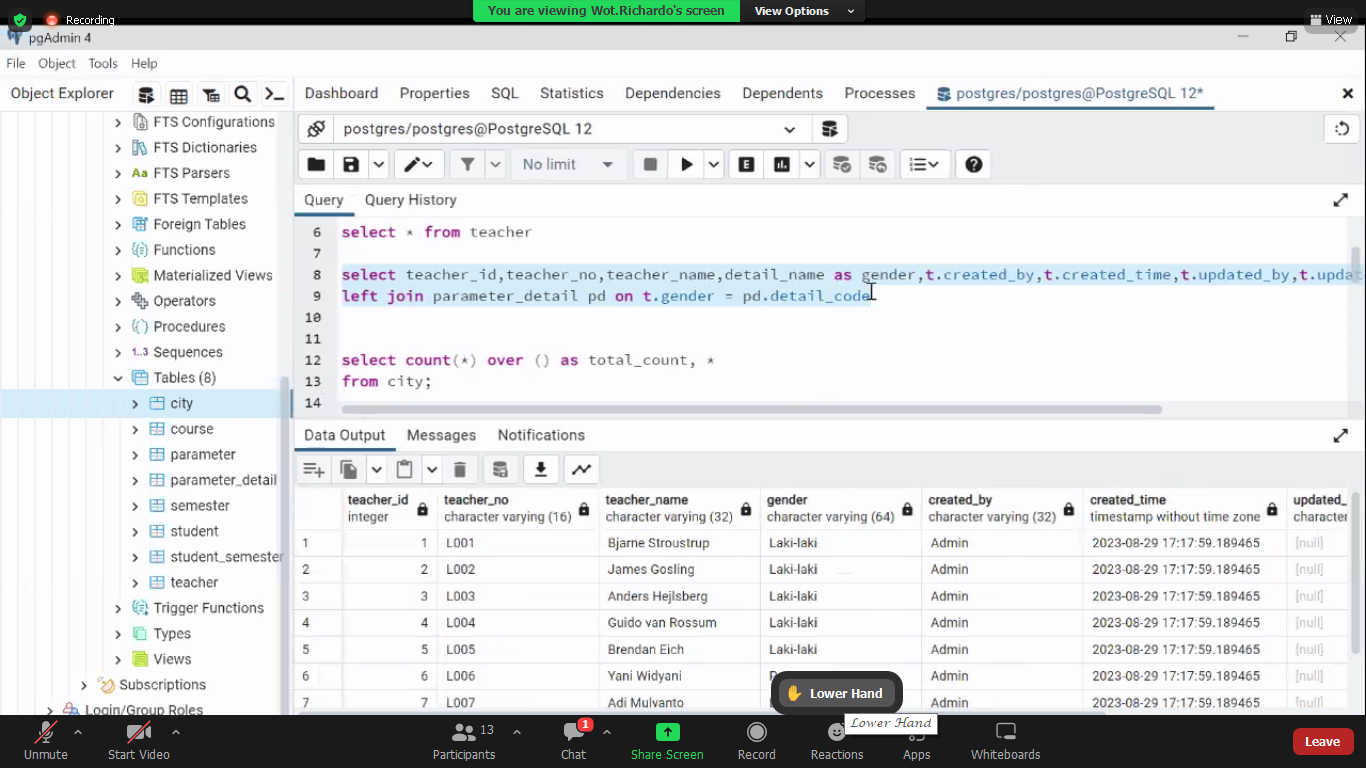 You are viewing Wot.Richardo's screen View Options
Recording View
pgAdmin 4
File Object Tools Help
Object Explorer
Dashboard Properties SQL Statistics Dependencies Dependents Processes postgres/postgres@PostgreSQL 12*
FTS Configurations
FTS Dictionaries
FTS Parsers
FTS Templates
Foreign Tables
Functions
Materialized Views
Operators
Procedures
1..3 Sequences
Tables (8)
city
course
parameter
parameter_detail
semester
student
student_semester
teacher
Trigger Functions
Types
Views
Subscriptions
Login/Group Roles
postgres/postgres@PostgreSQL 12
No limit
Query Query History
6 select * from teacher
7
8 select teacher_id,teacher_no,teacher_name,detail_name as gender,t.created_by,t.created_time,t.updated_by,t.updat
9 left join parameter_detail pd on t.gender = pd.detail_code
10
11
12 select count(*) over () as total_count, *
13 from city;
14
Data Output Messages Notifications
teacher_id teacher_no teacher_name gender created_by created_time updated_
integer character varying (16) character varying (32) character varying (64) character varying (32) timestamp without time zone characte
1 1 L001 Bjarne Stroustrup Laki-laki Admin 2023-08-29 17:17:59.189465 [null]
2 2 L002 James Gosling Laki-laki Admin 2023-08-29 17:17:59.189465 [null]
3 3 L003 Anders Hejlsberg Laki-laki Admin 2023-08-29 17:17:59.189465 [null]
4 4 L004 Guido van Rossum Laki-laki Admin 2023-08-29 17:17:59.189465 [null]
5 5 L005 Brendan Eich Laki-laki Admin 2023-08-29 17:17:59.189465 [null]
6 6 L006 Yani Widyani Admin 2023-08-29 17:17:59.189465 [null]
7 7 L007 Adi Mulyanto Admin 2023-08-29 17:17:59.189465 [null]
Lower Hand
Lower Hand
13 1
Unmute Start Video Participants Chat Share Screen Record Reactions Apps Whiteboards Leave